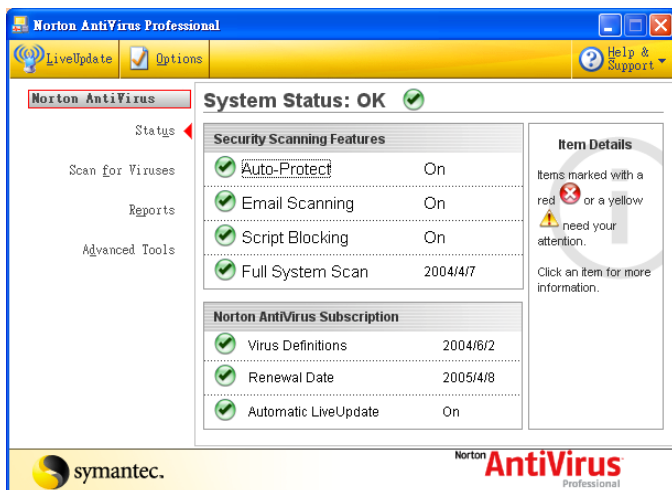 Norton AntiVirus Professional
LiveUpdate
Options
Help &
Support
Norton AntiVirus
Status
Scan for Viruses
Reports
Advanced Tools
System Status: OK
Security Scanning Features
Auto-Protect On
Email Scanning On
Script Blocking On
Full System Scan 2004/4/7
Norton AntiVirus Subscription
Virus Definitions 2004/6/2
Renewal Date 2005/4/8
Automatic LiveUpdate On
Item Details
Items marked with a
red or a yellow
need your
attention.
Click an item for more
information.
symantec.
Norton AntiVirus
Professional